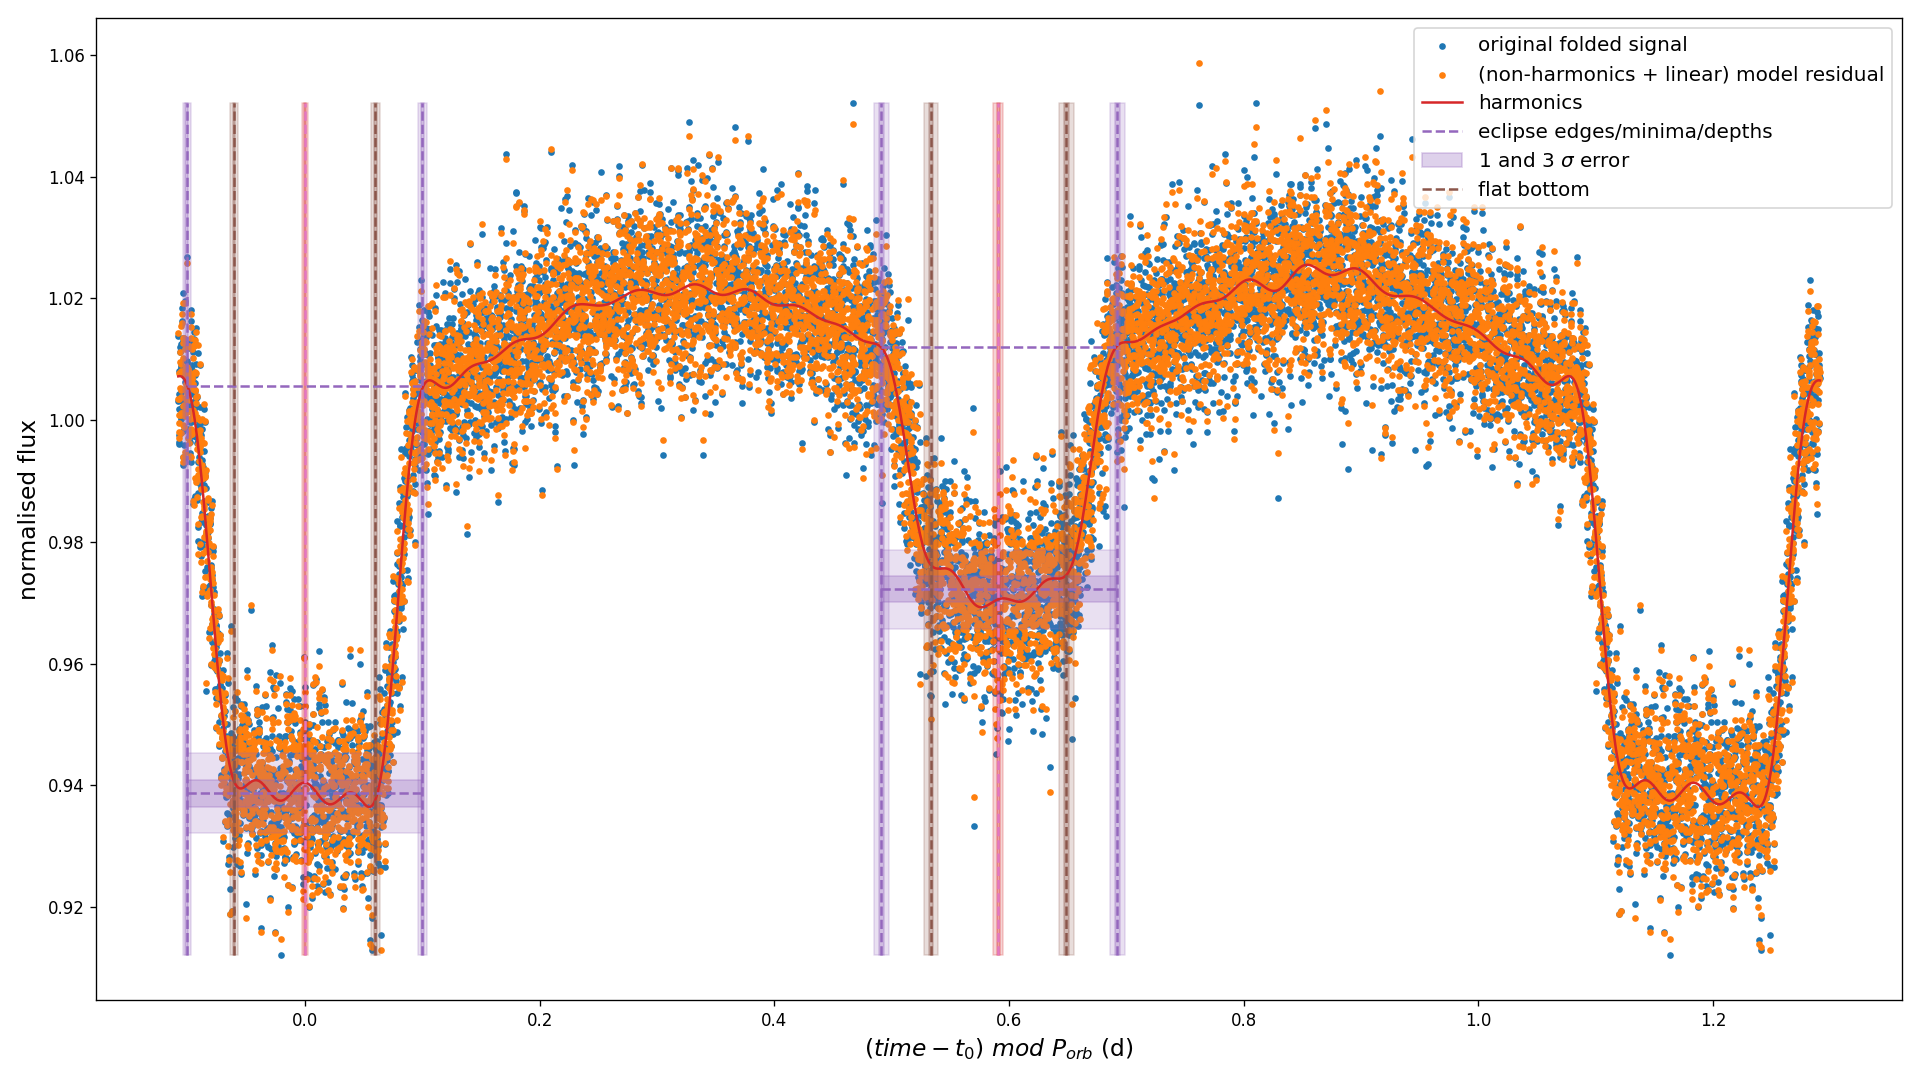 1.06
1.04
1.02
1.00
0.98
0.96
0.94
0.92
normalised flux
original folded signal
(non-harmonics + linear) model residual
harmonics
eclipse edges/minima/depths
1 and 3 σ error
flat bottom
0.0 0.2 0.4 0.6 0.8 1.0 1.2
(time − t₀) mod Pₒᵣb (d)